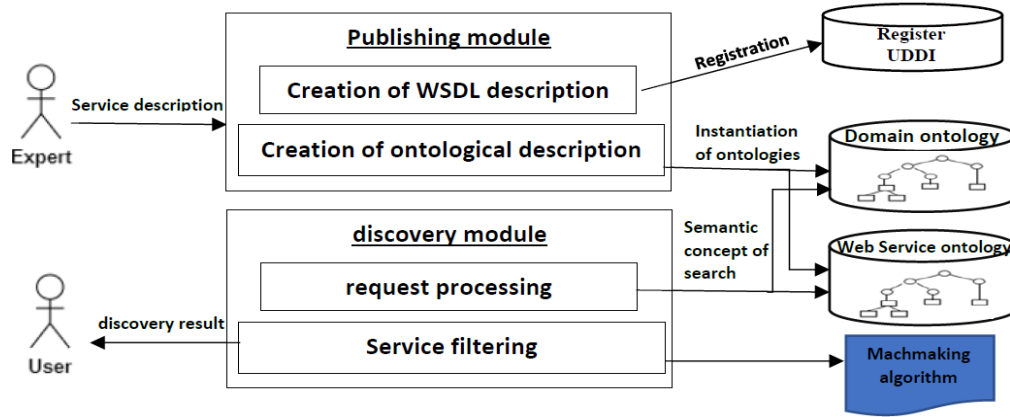 Publishing module
Registration
Register
UDDI
Creation of WSDL description
Service description
Expert
Creation of ontological description
Instantiation
of ontologies
Domain ontology
discovery module
Semantic
concept of
search
Web Service ontology
request processing
discovery result
User
Service filtering
Machmaking
algorithm